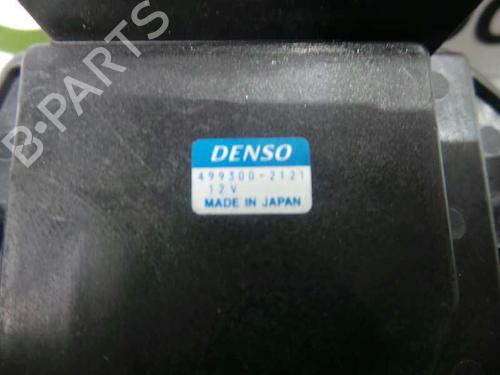 B-PARTS
DENSO
499300-2121
12V
MADE IN JAPAN